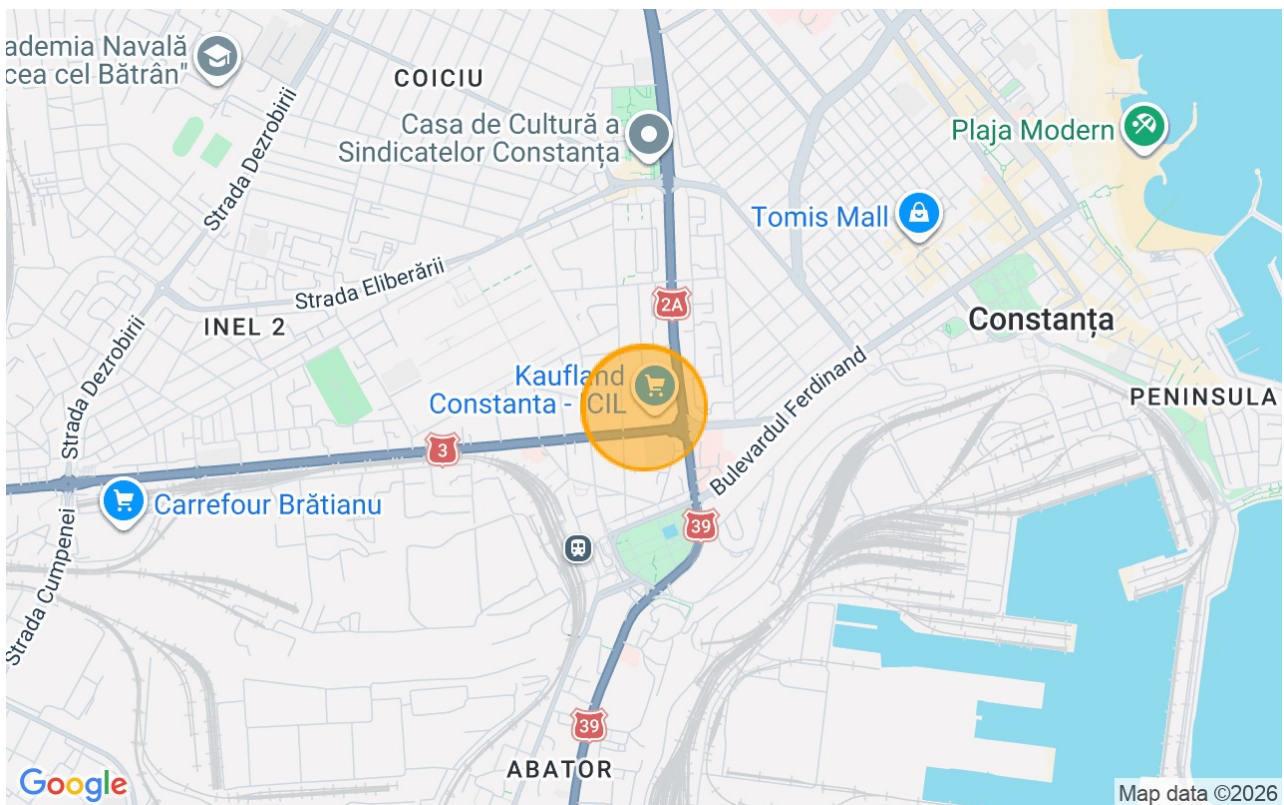 ademia Navală
cea cel Bătrân"
COICIU
Casa de Cultură a
Sindicatelor Constanța
Plaja Modern
Strada Dezrobirii
Tomis Mall
Strada Eliberării
2A
INEL 2
Constanța
Strada Dezrobirii
Kaufland
Constanta - ICIL
Bulevardul Ferdinand
PENINSULA
3
Carrefour Brătianu
39
Strada Cumpenei
39
ABATOR
Google
Map data ©2026